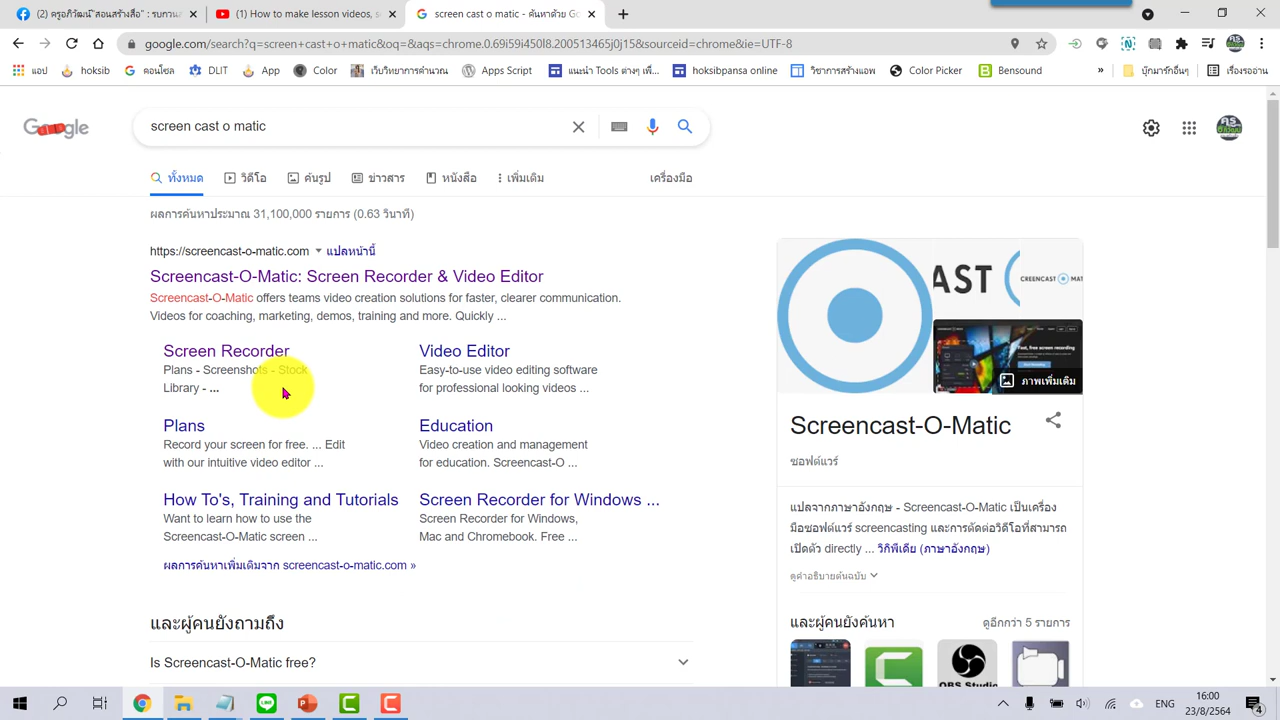 (2) ครูอภิวัฒน์"สอนสร้างสื่อ
Screen Recorder, videos, s
screen cast o matic - ค้นหาด้วย Go
google.com/search?q=screen+cast+o+matic&oq=&aqs=chrome.0.69i59i450l8.200513465j0j15&sourceid=chrome&ie=UTF-8
แอป
hoksib
คอนโซล
DLIT
App
Color
เว็บวิทยาการคำนวณ
Apps Script
แนะนำ Tools ต่างๆ เพื่...
hoksibpansa online
วิชาการสร้างแอพ
Color Picker
Bensound
»
บุ๊กมาร์กอื่นๆ
เรื่องรออ่าน
Google
screen cast o matic
ทั้งหมด
วิดีโอ
ค้นรูป
ข่าวสาร
หนังสือ
เพิ่มเติม
เครื่องมือ
ผลการค้นหาประมาณ 31,100,000 รายการ (0.63 วินาที)
https://screencast-o-matic.com
แปลหน้านี้
Screencast-O-Matic: Screen Recorder & Video Editor
Screencast-O-Matic offers teams video creation solutions for faster, clearer communication.
Videos for coaching, marketing, demos, training and more. Quickly ...
Screen Recorder
Plans - Screenshots - Stock
Library - ...
Video Editor
Easy-to-use video editing software
for professional looking videos ...
Plans
Record your screen for free. ... Edit
with our intuitive video editor ...
Education
Video creation and management
for education. Screencast-O ...
How To's, Training and Tutorials
Want to learn how to use the
Screencast-O-Matic screen ...
Screen Recorder for Windows ...
Screen Recorder for Windows,
Mac and Chromebook. Free ...
ผลการค้นหาเพิ่มเติมจาก screencast-o-matic.com »
และผู้คนยังถามถึง
Is Screencast-O-Matic free?
AST
CREENCAST MAT
ภาพเพิ่มเติม
Screencast-O-Matic
ซอฟต์แวร์
แปลจากภาษาอังกฤษ - Screencast-O-Matic เป็นเครื่อง
มือซอฟต์แวร์ screencasting และการตัดต่อวิดีโอที่สามารถ
เปิดตัว directly ... วิกิพีเดีย (ภาษาอังกฤษ)
ดูคำอธิบายต้นฉบับ
และผู้คนยังค้นหา
ดูอีกกว่า 5 รายการ
ENG
16:00
23/8/2564
4